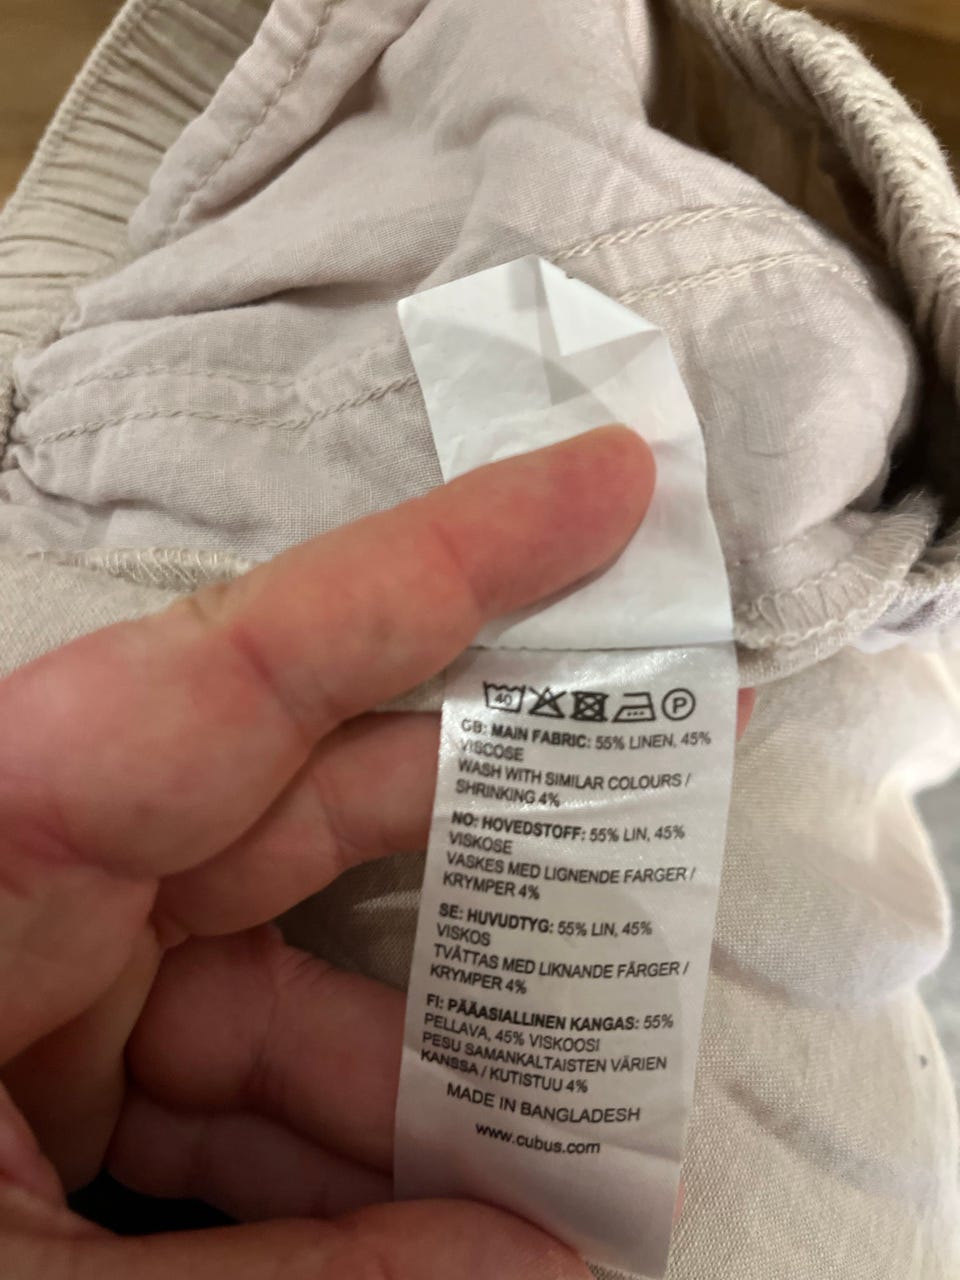 40 P
GB: MAIN FABRIC: 55% LINEN, 45%
VISCOSE
WASH WITH SIMILAR COLOURS /
SHRINKING 4%
NO: HOVEDSTOFF: 55% LIN, 45%
VISKOSE
VASKES MED LIGNENDE FARGER /
KRYMPER 4%
SE: HUVUDTYG: 55% LIN, 45%
VISKOS
TVÄTTAS MED LIKNANDE FÄRGER /
KRYMPER 4%
FI: PÄÄASIALLINEN KANGAS: 55%
PELLAVA, 45% VISKOOSI
PESU SAMANKALTAISTEN VÄRIEN
KANSSA / KUTISTUU 4%
MADE IN BANGLADESH
www.cubus.com